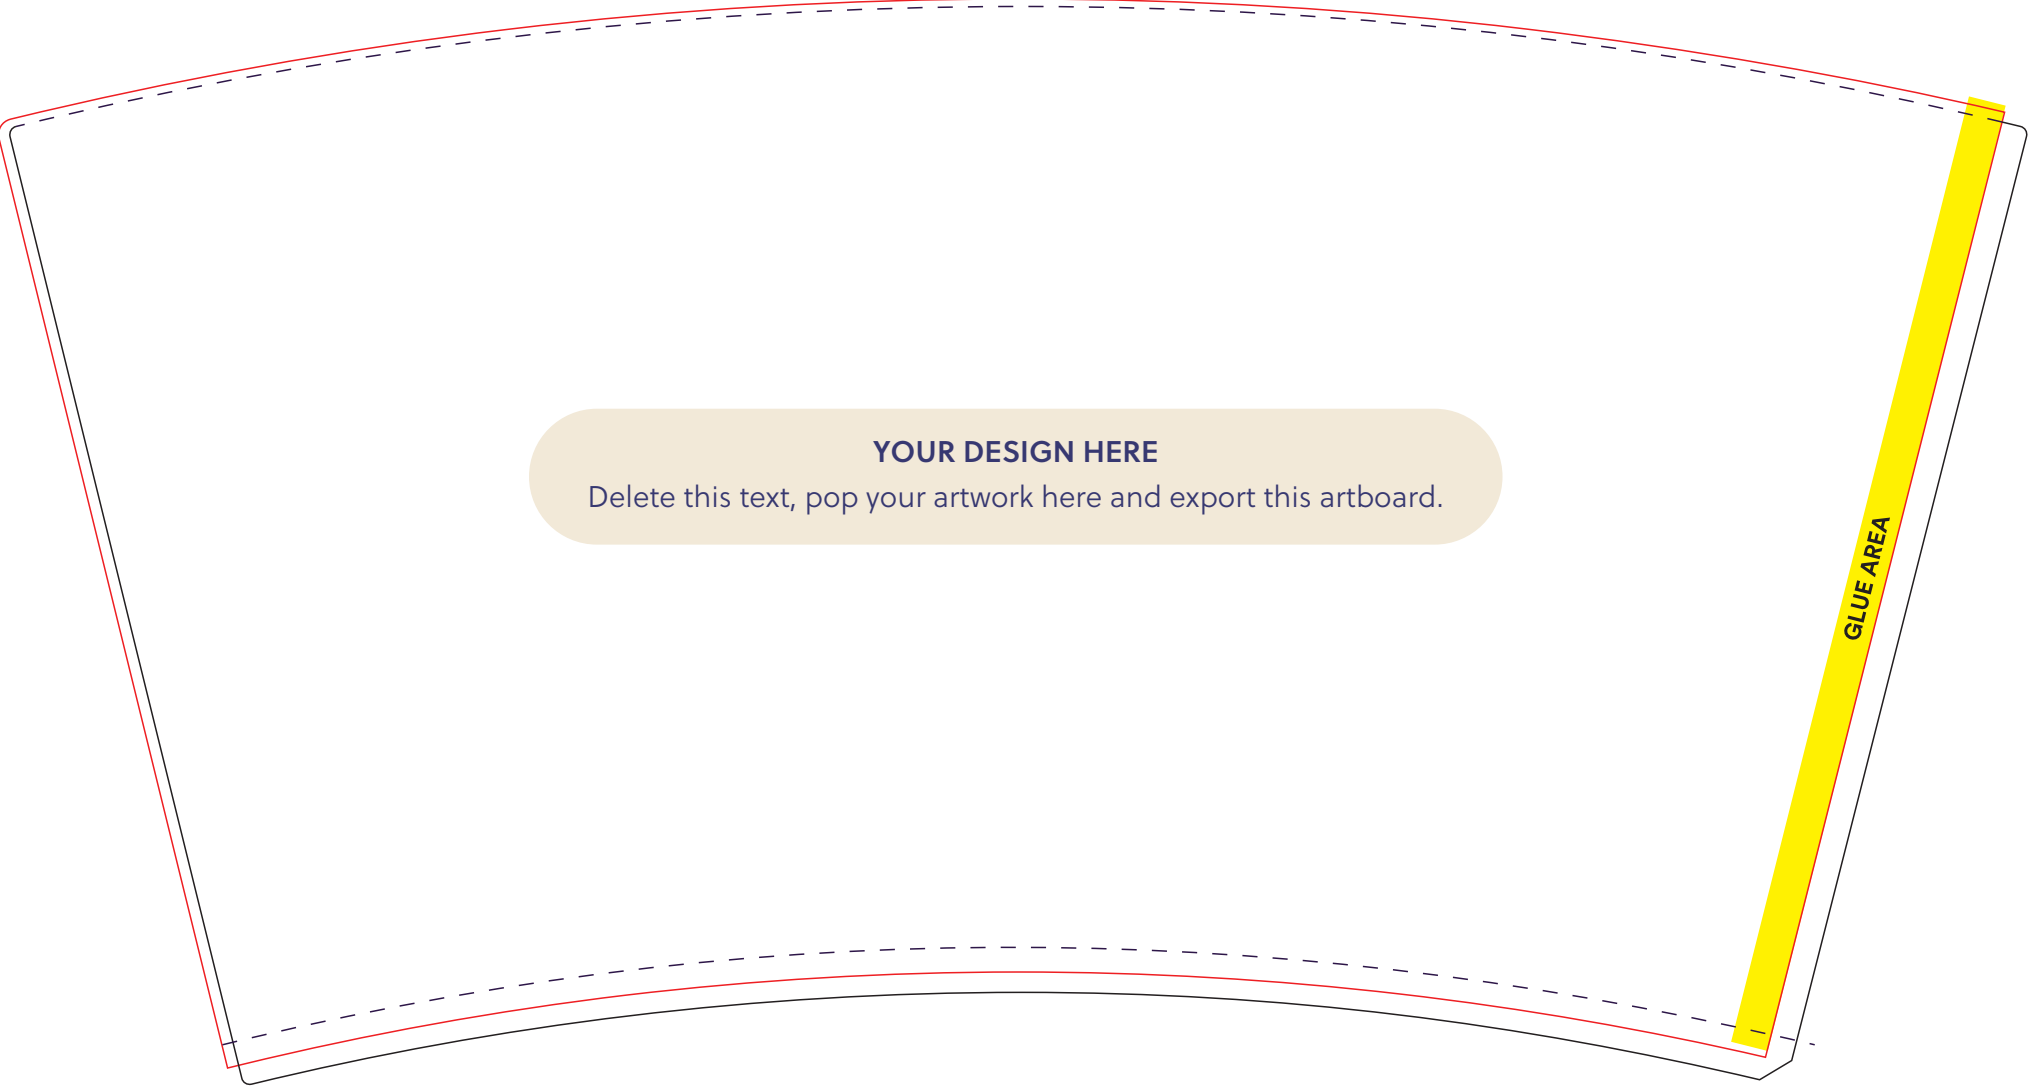 YOUR DESIGN HERE
Delete this text, pop your artwork here and export this artboard.
GLUE AREA